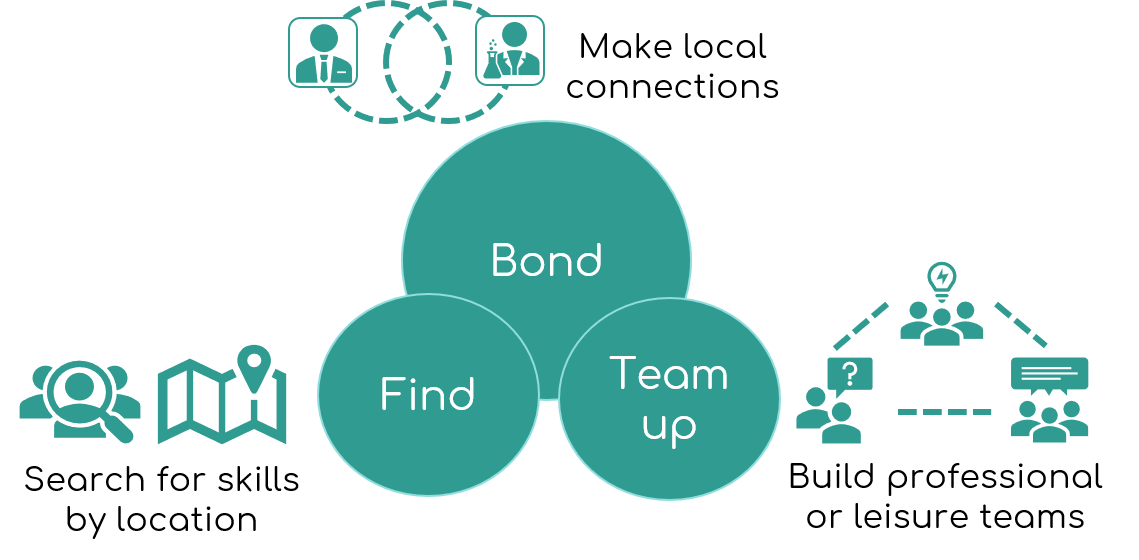 Make local
connections
Bond
Find
Team
up
?
Search for skills
by location
Build professional
or leisure teams